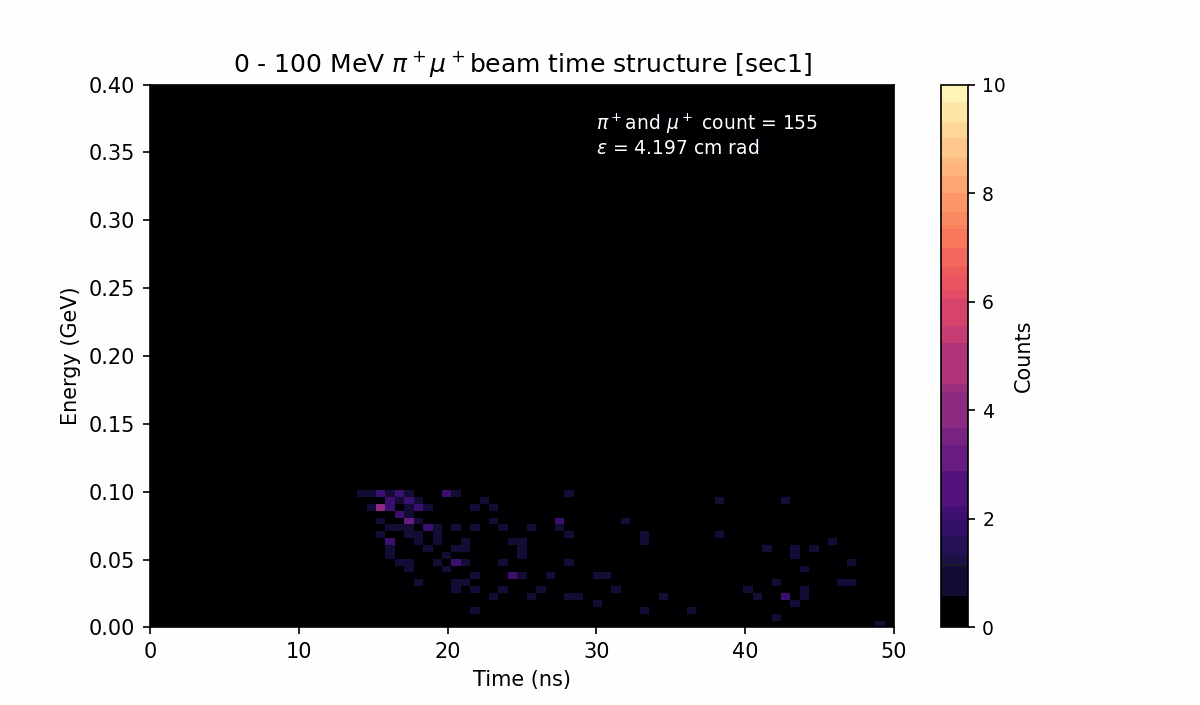 0 - 100 MeV π⁺μ⁺beam time structure [sec1]
π⁺and μ⁺ count = 155
ε = 4.197 cm rad
Energy (GeV)
0.40
0.35
0.30
0.25
0.20
0.15
0.10
0.05
0.00
0 10 20 30 40 50
Time (ns)
10
8
6
4
2
0
Counts